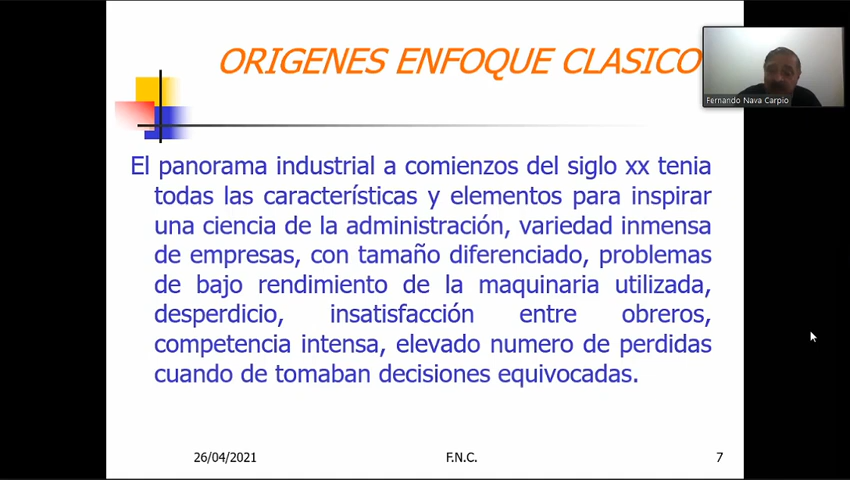 ORIGENES ENFOQUE CLASICO
Fernando Nava Carpio
El panorama industrial a comienzos del siglo xx tenia
todas las características y elementos para inspirar
una ciencia de la administración, variedad inmensa
de empresas, con tamaño diferenciado, problemas
de bajo rendimiento de la maquinaria utilizada,
desperdicio, insatisfacción entre obreros,
competencia intensa, elevado numero de perdidas
cuando de tomaban decisiones equivocadas.
26/04/2021 F.N.C. 7